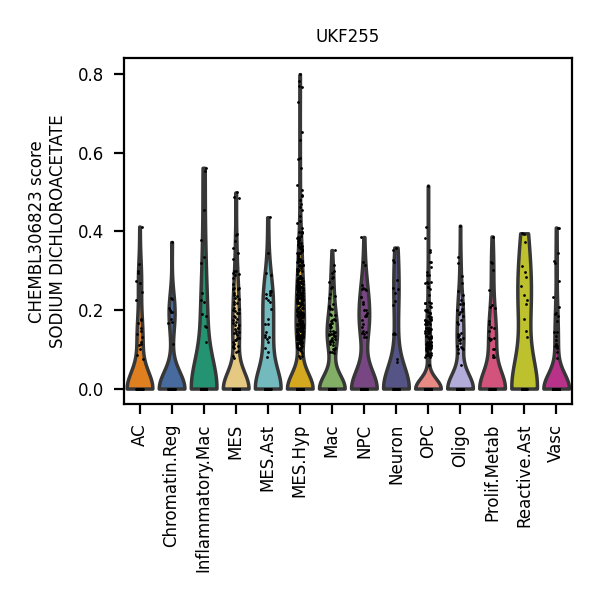 UKF255
CHEMBL306823 score
SODIUM DICHLOROACETATE
0.8
0.6
0.4
0.2
0.0
AC
Chromatin.Reg
Inflammatory.Mac
MES
MES.Ast
MES.Hyp
Mac
NPC
Neuron
OPC
Oligo
Prolif.Metab
Reactive.Ast
Vasc